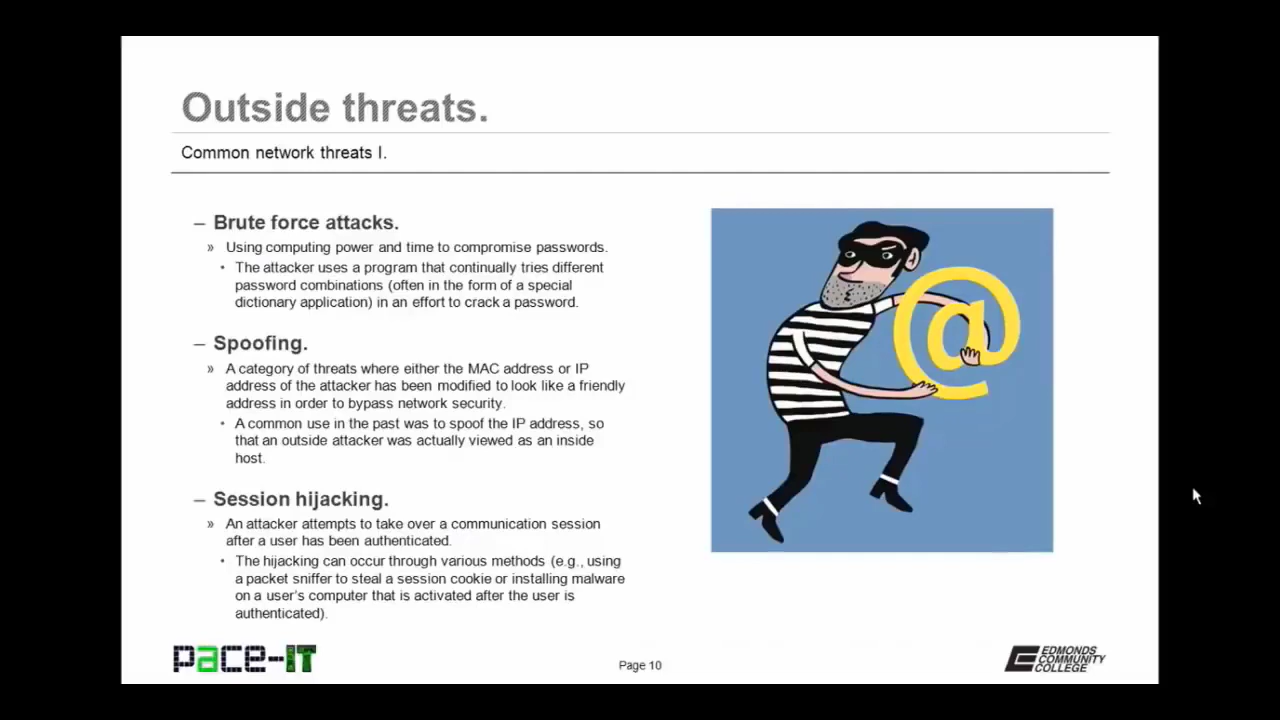 Outside threats.
Common network threats I.
– Brute force attacks.
» Using computing power and time to compromise passwords.
• The attacker uses a program that continually tries different
password combinations (often in the form of a special
dictionary application) in an effort to crack a password.
– Spoofing.
» A category of threats where either the MAC address or IP
address of the attacker has been modified to look like a friendly
address in order to bypass network security.
• A common use in the past was to spoof the IP address, so
that an outside attacker was actually viewed as an inside
host.
– Session hijacking.
» An attacker attempts to take over a communication session
after a user has been authenticated.
• The hijacking can occur through various methods (e.g., using
a packet sniffer to steal a session cookie or installing malware
on a user's computer that is activated after the user is
authenticated).
@
pace-IT
Page 10
EDMONDS
COMMUNITY
COLLEGE